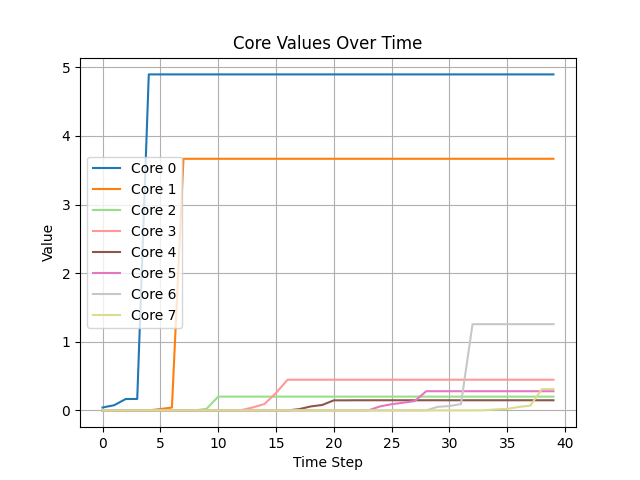 Core Values Over Time
5
4
3
2
1
0
Value
Core 0
Core 1
Core 2
Core 3
Core 4
Core 5
Core 6
Core 7
0 5 10 15 20 25 30 35 40
Time Step